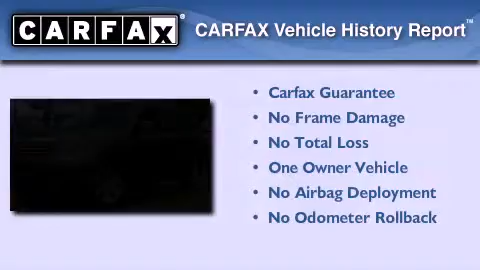 CARFAX® CARFAX Vehicle History Report™
• Carfax Guarantee
• No Frame Damage
• No Total Loss
• One Owner Vehicle
• No Airbag Deployment
• No Odometer Rollback